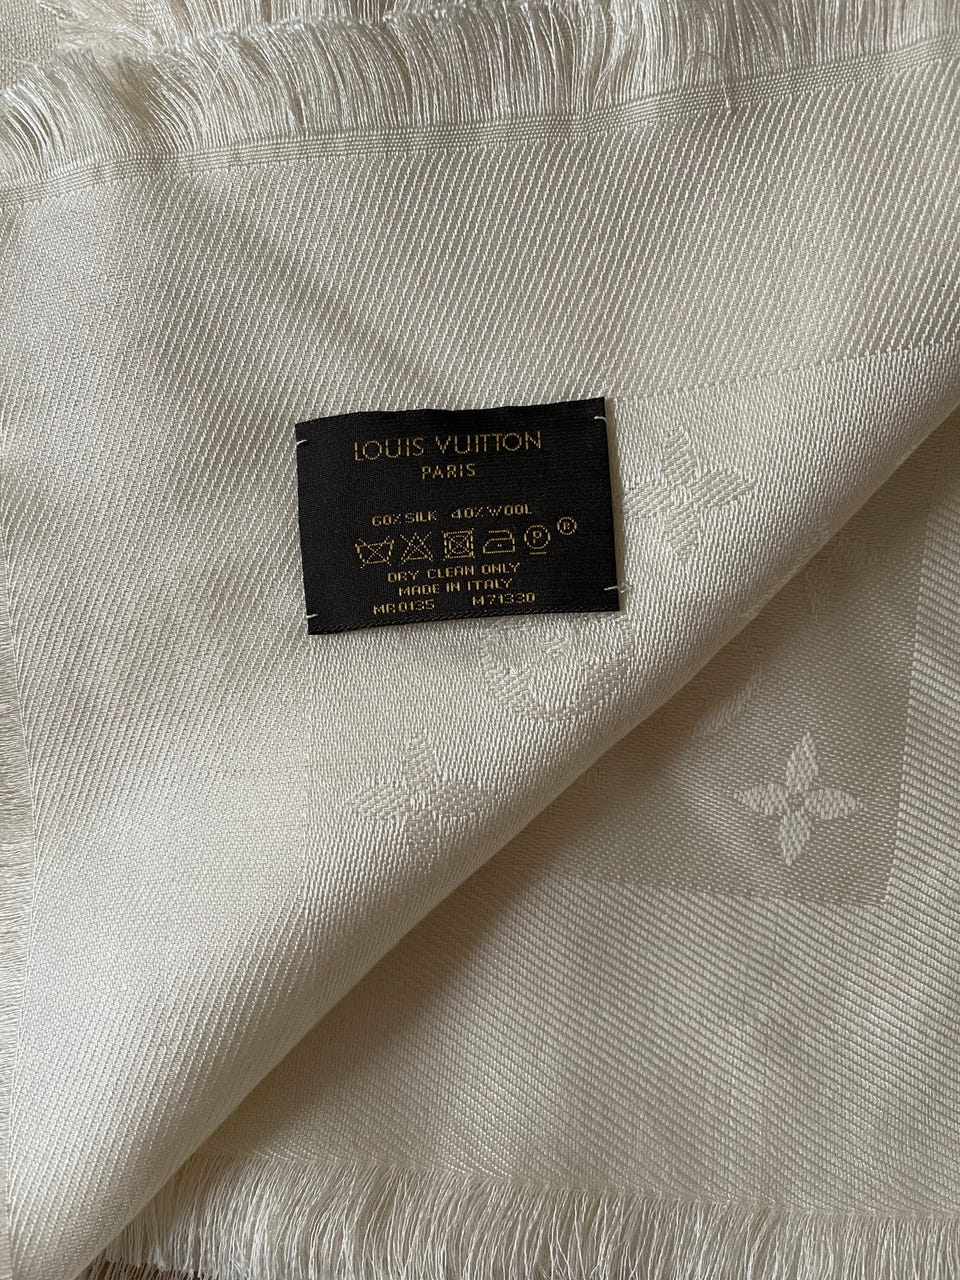 LOUIS VUITTON
PARIS
60% SILK 40% WOOL
P ®
DRY CLEAN ONLY
MADE IN ITALY
MR0135 M71330